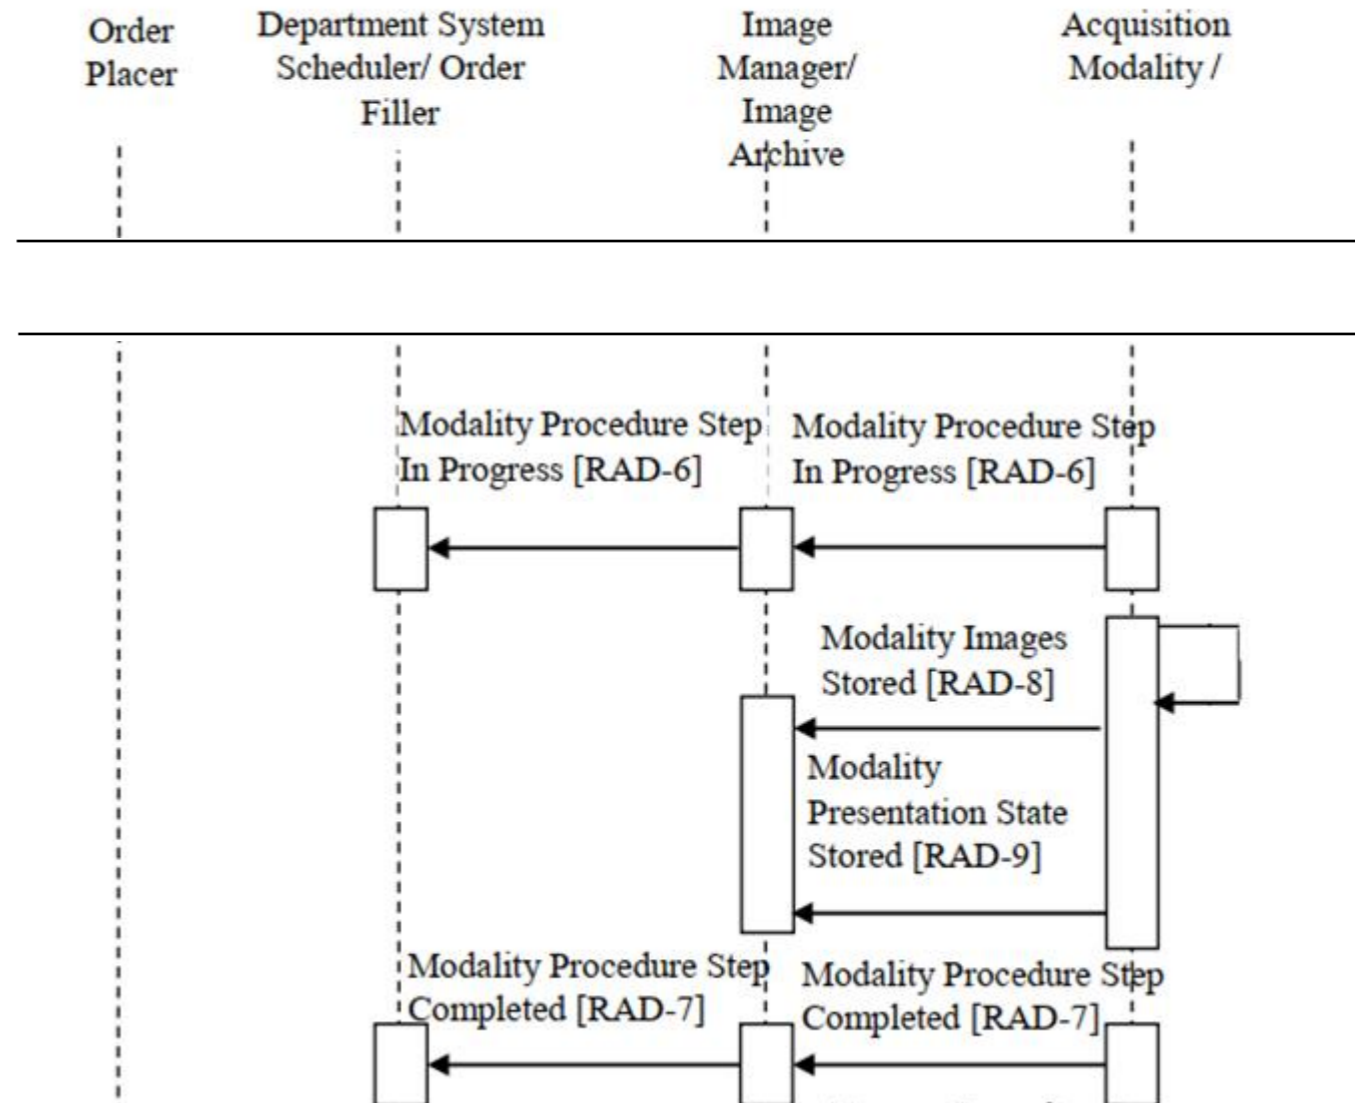 Order
Placer
Department System
Scheduler/ Order
Filler
Image
Manager/
Image
Archive
Acquisition
Modality /
Modality Procedure Step
In Progress [RAD-6]
Modality Procedure Step
In Progress [RAD-6]
Modality Images
Stored [RAD-8]
Modality
Presentation State
Stored [RAD-9]
Modality Procedure Step
Completed [RAD-7]
Modality Procedure Step
Completed [RAD-7]